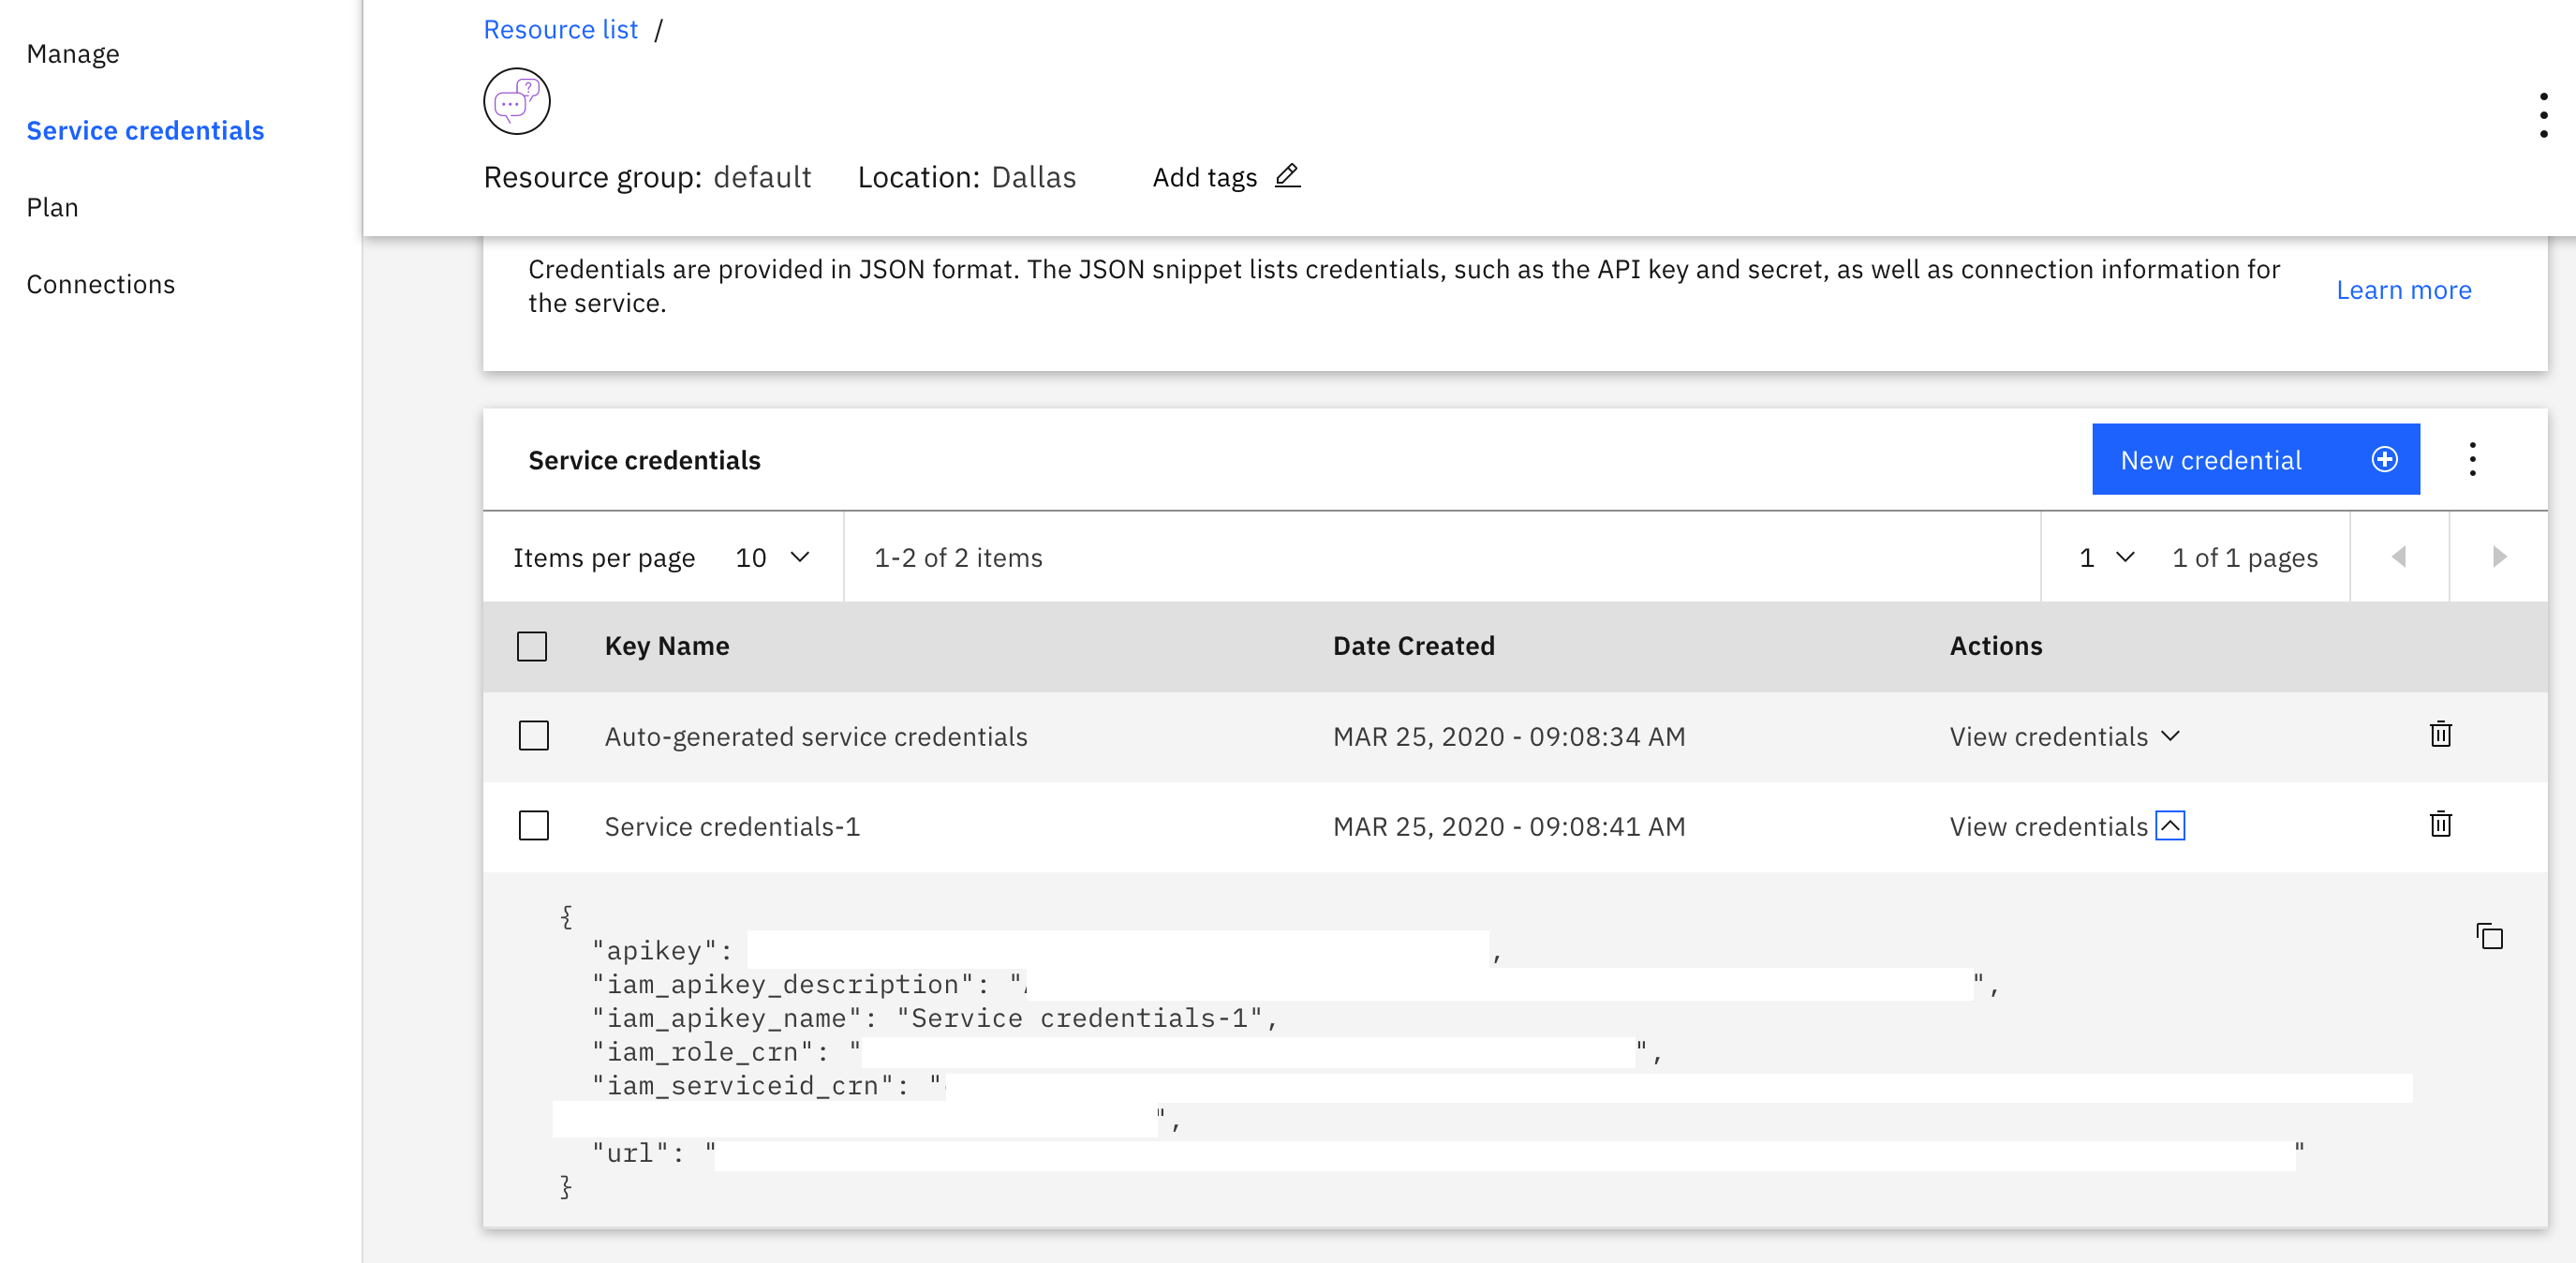 Manage
Service credentials
Plan
Connections
Resource list /
Resource group: default Location: Dallas Add tags
Credentials are provided in JSON format. The JSON snippet lists credentials, such as the API key and secret, as well as connection information for
the service.
Learn more
Service credentials
New credential
Items per page 10 1-2 of 2 items 1 1 of 1 pages
Key Name Date Created Actions
Auto-generated service credentials MAR 25, 2020 - 09:08:34 AM View credentials
Service credentials-1 MAR 25, 2020 - 09:08:41 AM View credentials
{
"apikey": ,
"iam_apikey_description": " ",
"iam_apikey_name": "Service credentials-1",
"iam_role_crn": " ",
"iam_serviceid_crn": "
",
"url": " "
}